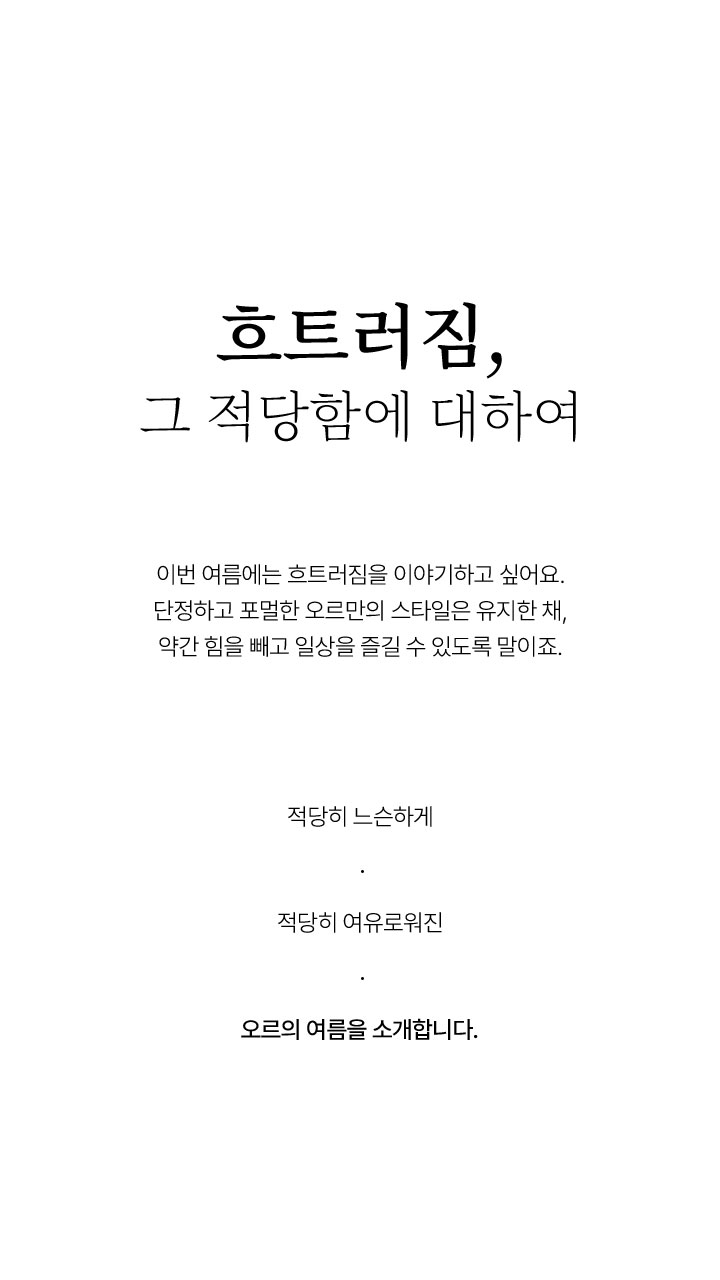 흐트러짐,
그 적당함에 대하여
이번 여름에는 흐트러짐을 이야기하고 싶어요.
단정하고 포멀한 오르만의 스타일은 유지한 채,
약간 힘을 빼고 일상을 즐길 수 있도록 말이죠.
적당히 느슨하게
.
적당히 여유로워진
.
오르의 여름을 소개합니다.